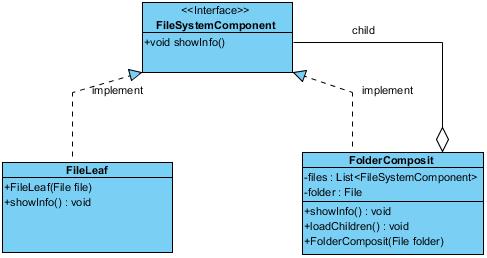 <<Interface>>
FileSystemComponent
+void showInfo()
child
implement
implement
FileLeaf
+FileLeaf(File file)
+showInfo() : void
FolderComposit
-files : List<FileSystemComponent>
-folder : File
+showInfo() : void
+loadChildren() : void
+FolderComposit(File folder)